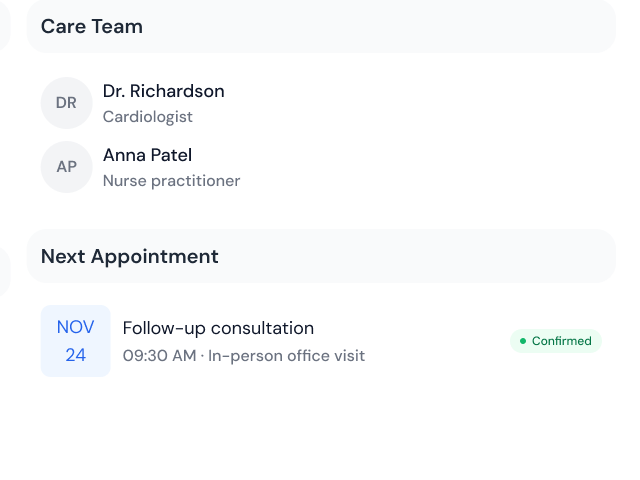 Care Team
DR
Dr. Richardson
Cardiologist
AP
Anna Patel
Nurse practitioner
Next Appointment
NOV
24
Follow-up consultation
09:30 AM · In-person office visit
Confirmed